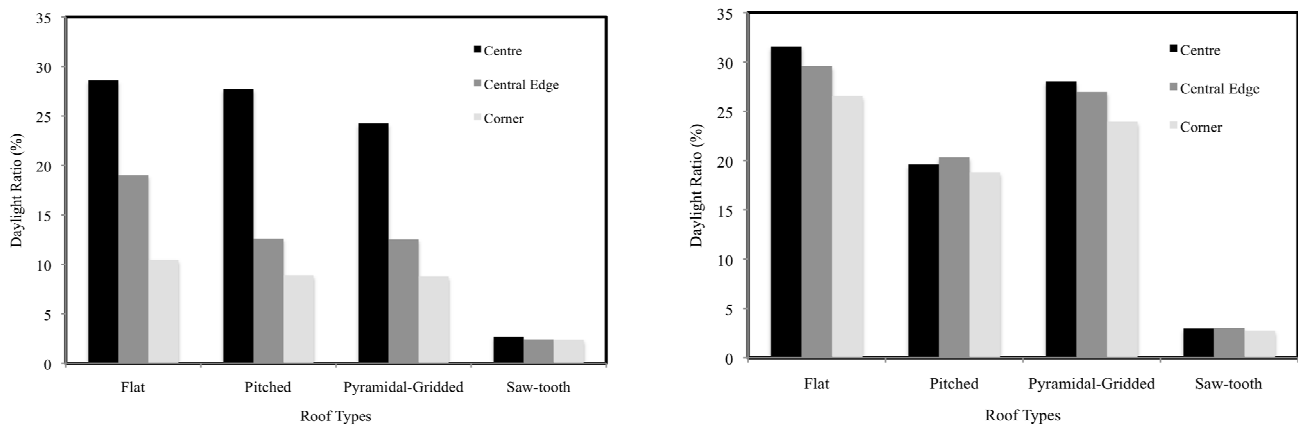 35
30
25
20
15
10
5
0
Daylight Ratio (%)
Centre
Central Edge
Corner
Flat
Pitched
Pyramidal-Gridded
Saw-tooth
Roof Types
35
30
25
20
15
10
5
0
Daylight Ratio (%)
Centre
Central Edge
Corner
Flat
Pitched
Pyramidal-Gridded
Saw-tooth
Roof Types